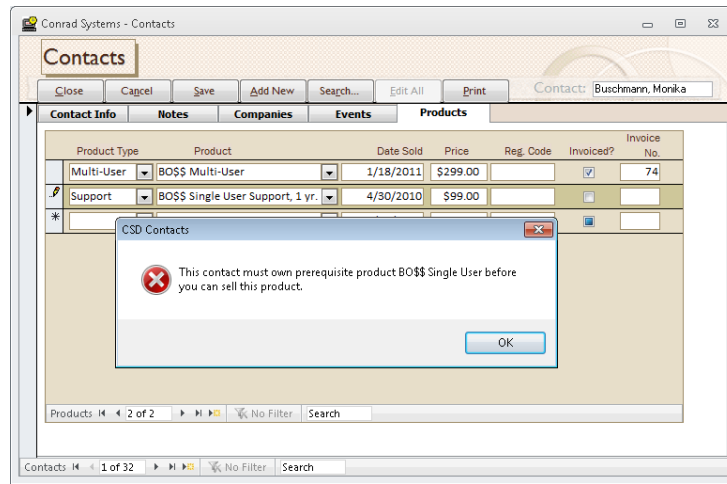 Conrad Systems - Contacts
Contacts
Close Cancel Save Add New Search... Edit All Print Contact: Buschmann, Monika
Contact Info Notes Companies Events Products
Product Type Product Date Sold Price Reg. Code Invoiced? Invoice No.
Multi-User BO$$ Multi-User 1/18/2011 $299.00 74
Support BO$$ Single User Support, 1 yr. 4/30/2010 $99.00
CSD Contacts
This contact must own prerequisite product BO$$ Single User before
you can sell this product.
OK
Products 2 of 2 No Filter Search
Contacts 1 of 32 No Filter Search